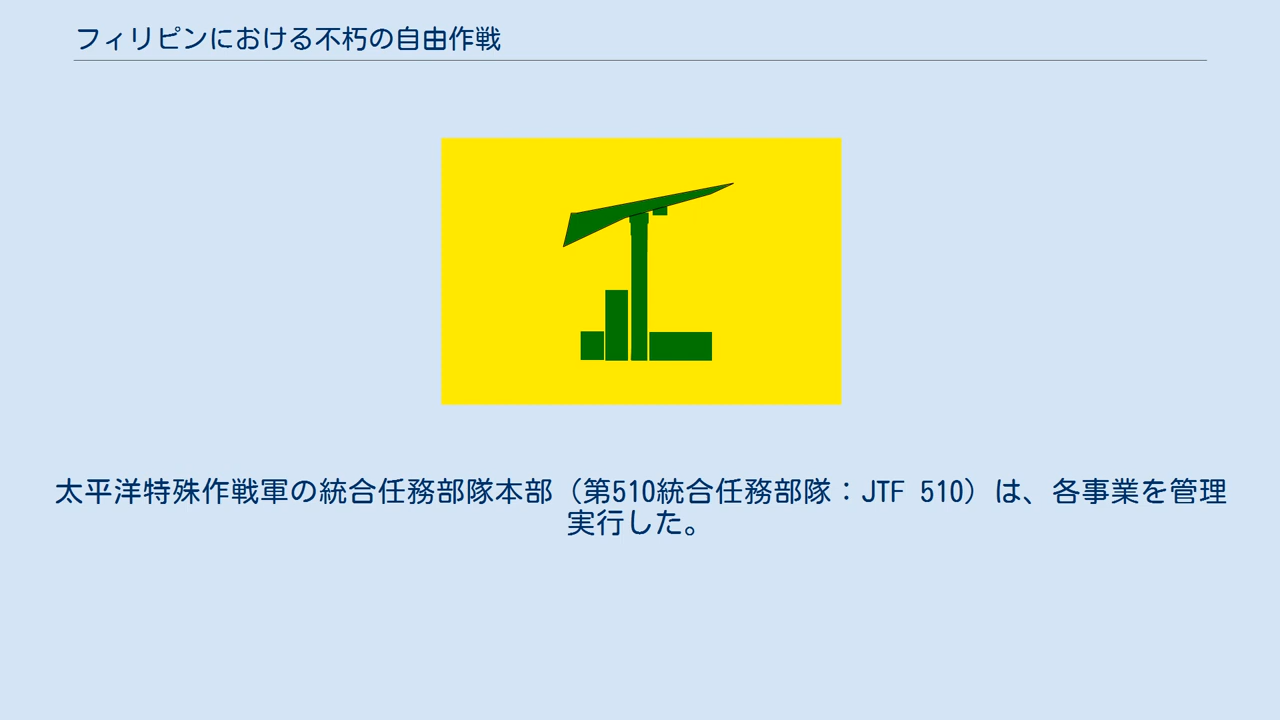 フィリピンにおける不朽の自由作戦
太平洋特殊作戦軍の統合任務部隊本部（第510統合任務部隊：JTF 510）は、各事業を管理
実行した。